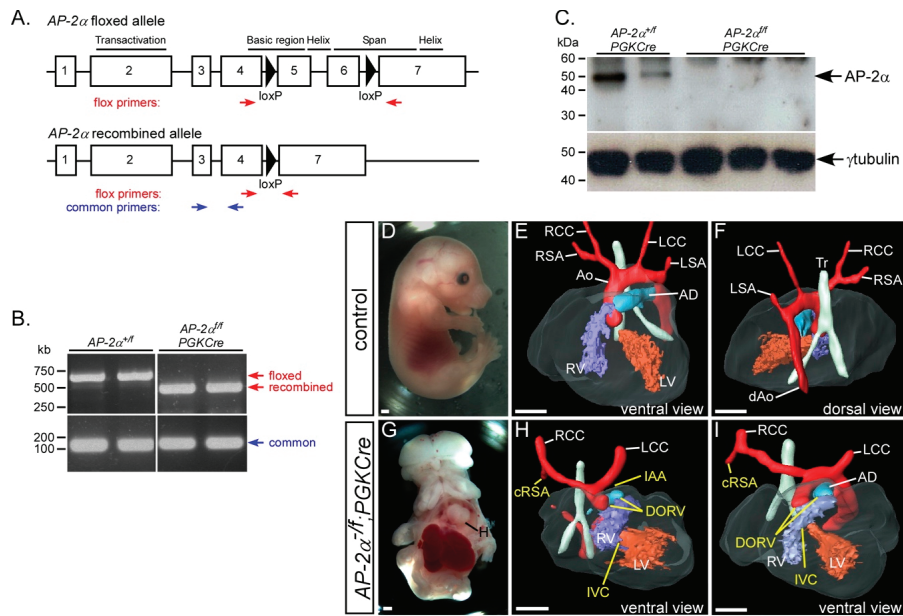 A.
AP-2α floxed allele
Transactivation Basic region Helix Span Helix
1 2 3 4 5 6 7
loxP loxP
flox primers:
AP-2α recombined allele
1 2 3 4 7
loxP
flox primers:
common primers:
B.
AP-2α+/f AP-2αf/f
PGKCre
kb
750
500
250
floxed
recombined
200
100
common
C.
AP-2α+/f AP-2αf/f
PGKCre PGKCre
kDa
60
50
40
30
AP-2α
50
40
γtubulin
control
D
E
RCC LCC
RSA LSA
Ao
AD
RV LV
ventral view
F
LCC Tr RCC
LSA RSA
dAo
dorsal view
AP-2α-/f;PGKCre
G
H
H
RCC LCC
cRSA IAA
DORV
RV LV
IVC
ventral view
I
RCC LCC
cRSA AD
DORV
RV LV
IVC
ventral view